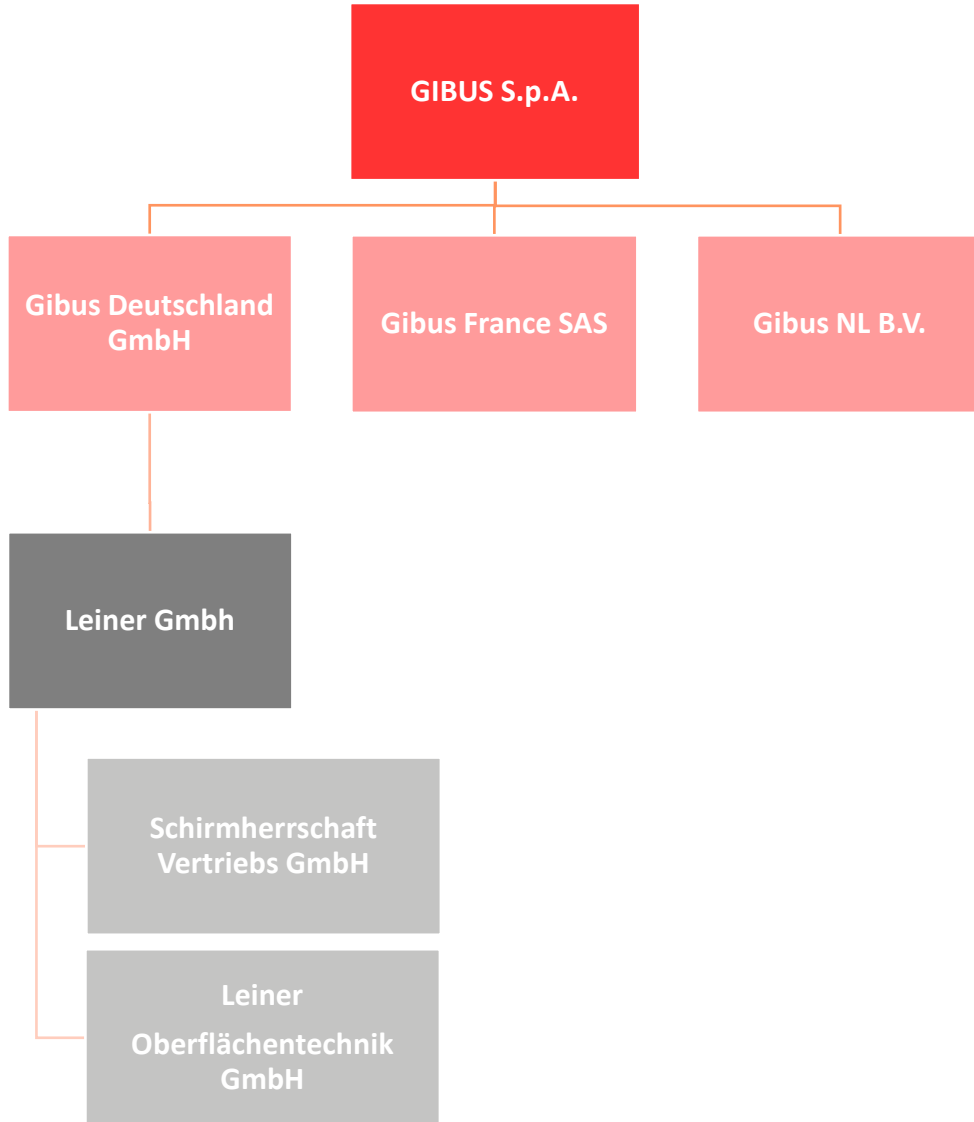 GIBUS S.p.A.
Gibus Deutschland
GmbH
Gibus France SAS
Gibus NL B.V.
Leiner Gmbh
Schirmherrschaft
Vertriebs GmbH
Leiner
Oberflächentechnik
GmbH